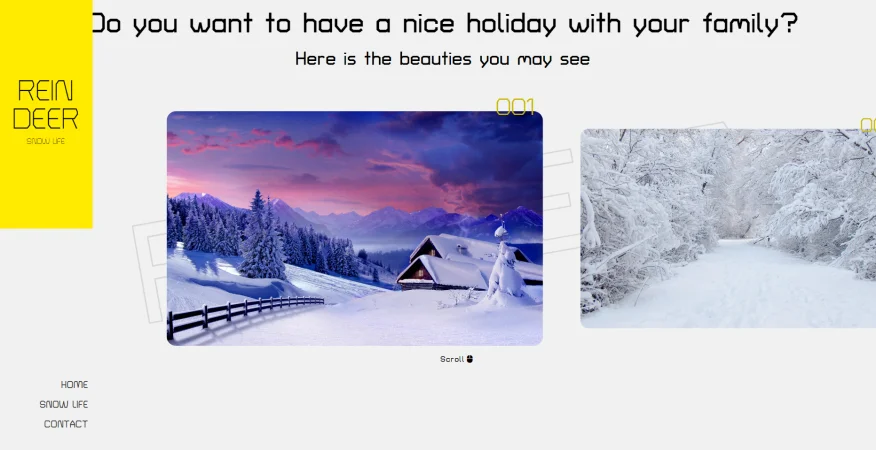 Do you want to have a nice holiday with your family?
Here is the beauties you may see
REIN
DEER
SNOW LIFE
001
Scroll
HOME
SNOW LIFE
CONTACT